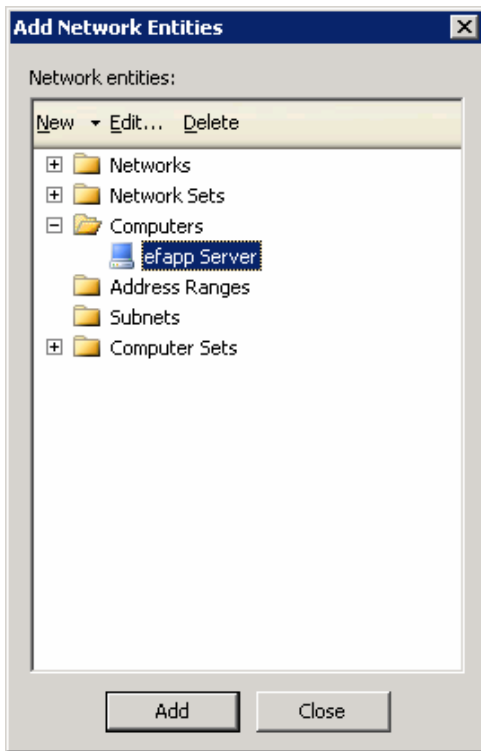 Add Network Entities
Network entities:
New Edit... Delete
Networks
Network Sets
Computers
efapp Server
Address Ranges
Subnets
Computer Sets
Add Close